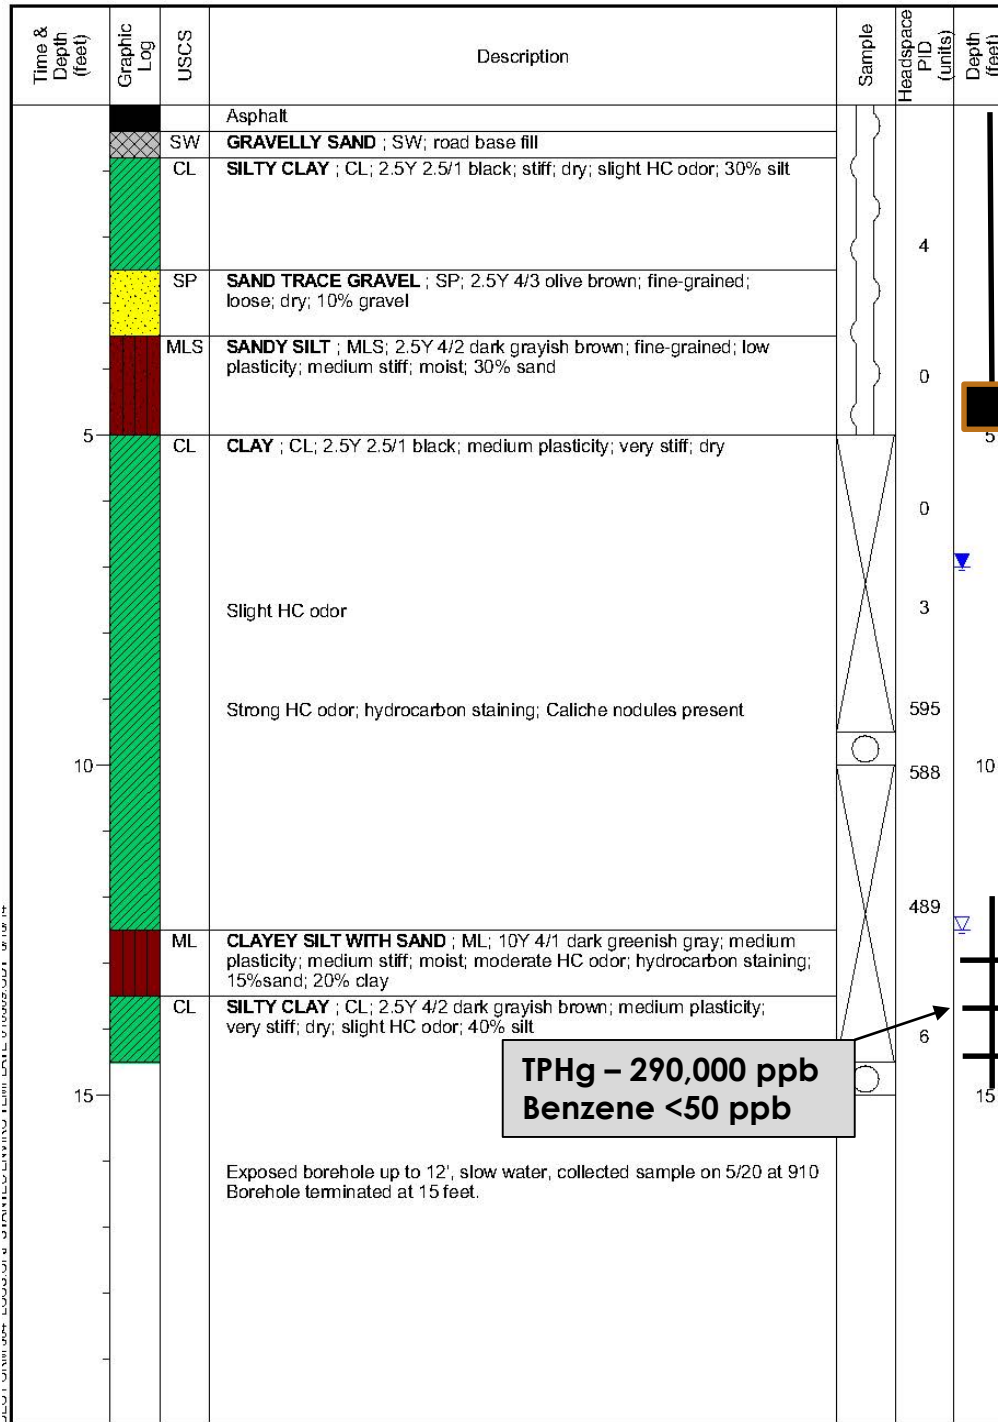 Time & Depth (feet)
Graphic Log
USCS
Description
Sample
Headspace PID (units)
Depth (feet)
Asphalt
SW GRAVELLY SAND ; SW; road base fill
CL SILTY CLAY ; CL; 2.5Y 2.5/1 black; stiff; dry; slight HC odor; 30% silt
4
SP SAND TRACE GRAVEL ; SP; 2.5Y 4/3 olive brown; fine-grained;
loose; dry; 10% gravel
MLS SANDY SILT ; MLS; 2.5Y 4/2 dark grayish brown; fine-grained; low
plasticity; medium stiff; moist; 30% sand
0
5 5
CL CLAY ; CL; 2.5Y 2.5/1 black; medium plasticity; very stiff; dry
0
Slight HC odor 3
Strong HC odor; hydrocarbon staining; Caliche nodules present 595
10 588 10
489
ML CLAYEY SILT WITH SAND ; ML; 10Y 4/1 dark greenish gray; medium
plasticity; medium stiff; moist; moderate HC odor; hydrocarbon staining;
15%sand; 20% clay
CL SILTY CLAY ; CL; 2.5Y 4/2 dark grayish brown; medium plasticity;
very stiff; dry; slight HC odor; 40% silt
6
TPHg – 290,000 ppb
Benzene <50 ppb
15 15
Exposed borehole up to 12', slow water, collected sample on 5/20 at 910
Borehole terminated at 15 feet.